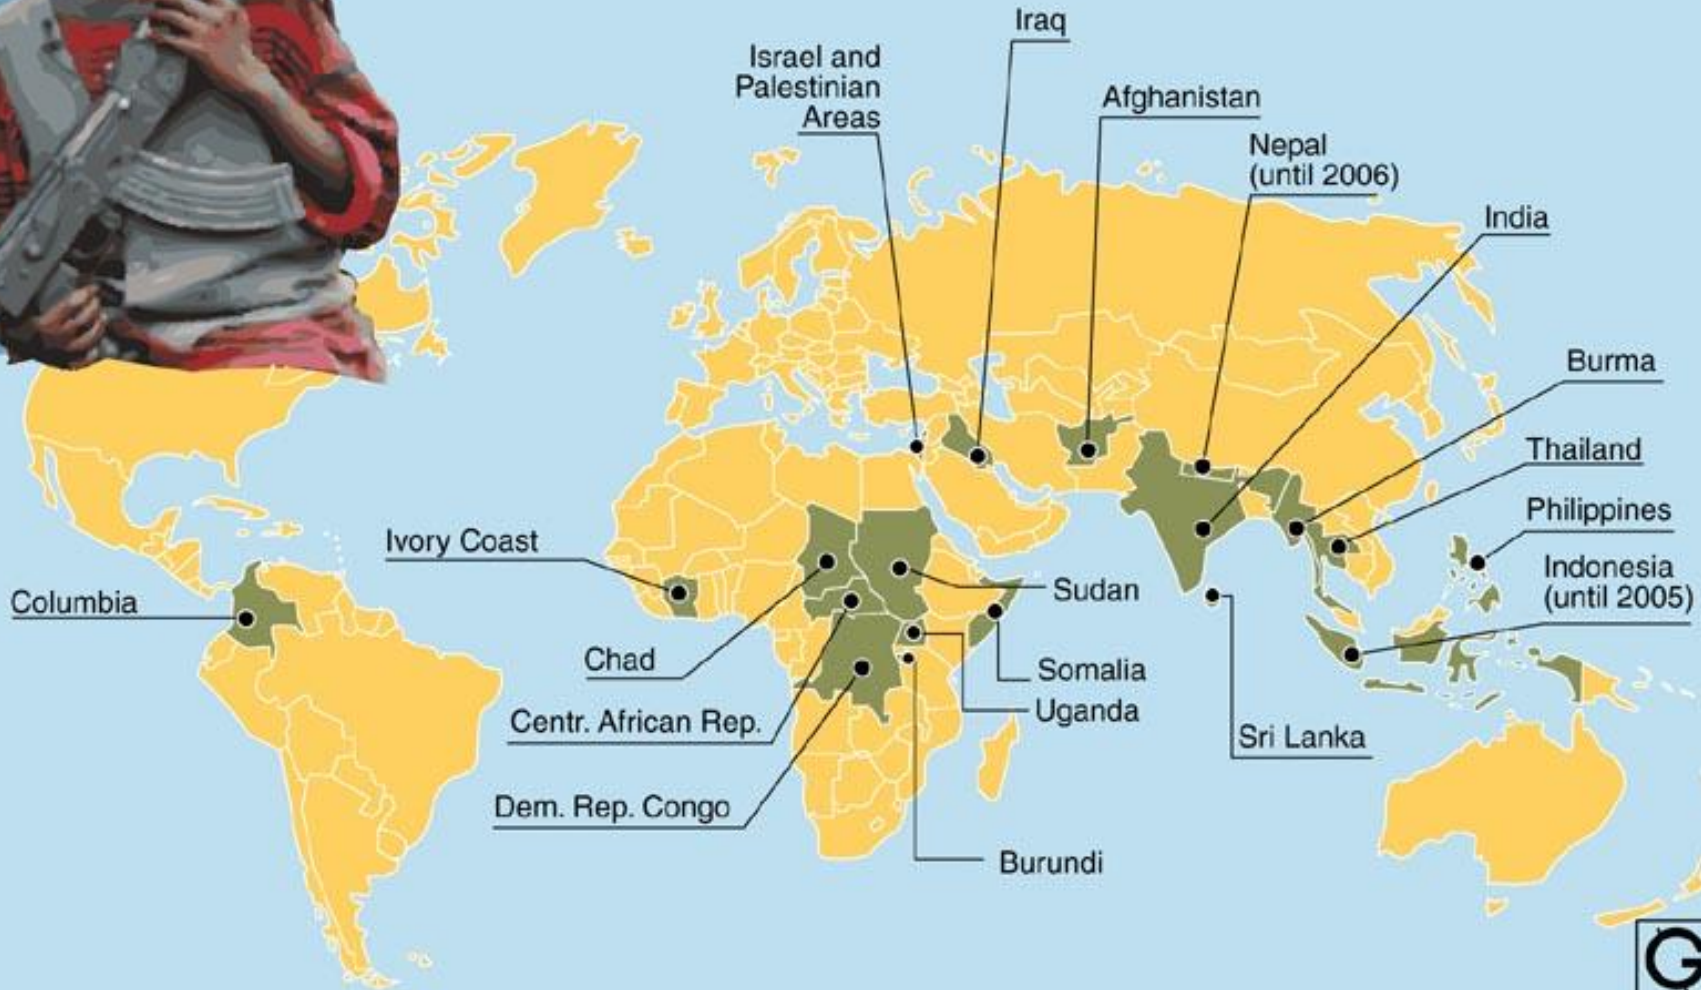 Iraq
Israel and
Palestinian
Areas
Afghanistan
Nepal
(until 2006)
India
Burma
Thailand
Philippines
Indonesia
(until 2005)
Ivory Coast
Columbia
Sudan
Chad
Somalia
Uganda
Centr. African Rep.
Sri Lanka
Dem. Rep. Congo
Burundi
G